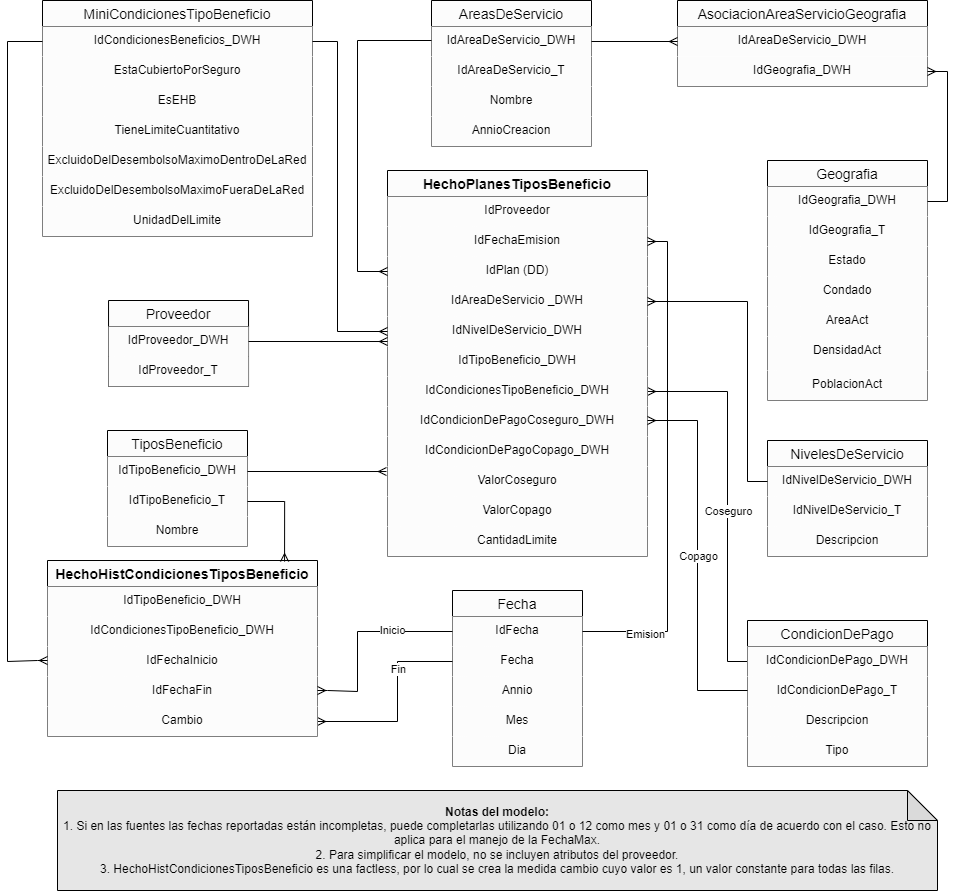 MiniCondicionesTipoBeneficio
IdCondicionesBeneficios_DWH
EstaCubiertoPorSeguro
EsEHB
TieneLimiteCuantitativo
ExcluidoDelDesembolsoMaximoDentroDeLaRed
ExcluidoDelDesembolsoMaximoFueraDeLaRed
UnidadDelLimite
AreasDeServicio
IdAreaDeServicio_DWH
IdAreaDeServicio_T
Nombre
AnnioCreacion
AsociacionAreaServicioGeografia
IdAreaDeServicio_DWH
IdGeografia_DWH
Geografia
IdGeografia_DWH
IdGeografia_T
Estado
Condado
AreaAct
DensidadAct
PoblacionAct
HechoPlanesTiposBeneficio
IdProveedor
IdFechaEmision
IdPlan (DD)
IdAreaDeServicio _DWH
IdNivelDeServicio_DWH
IdTipoBeneficio_DWH
IdCondicionesTipoBeneficio_DWH
IdCondicionDePagoCoseguro_DWH
IdCondicionDePagoCopago_DWH
ValorCoseguro
ValorCopago
CantidadLimite
Proveedor
IdProveedor_DWH
IdProveedor_T
TiposBeneficio
IdTipoBeneficio_DWH
IdTipoBeneficio_T
Nombre
NivelesDeServicio
IdNivelDeServicio_DWH
IdNivelDeServicio_T
Descripcion
Coseguro
Copago
HechoHistCondicionesTiposBeneficio
IdTipoBeneficio_DWH
IdCondicionesTipoBeneficio_DWH
IdFechaInicio
IdFechaFin
Cambio
Inicio
Fin
Fecha
IdFecha
Fecha
Annio
Mes
Dia
Emision
CondicionDePago
IdCondicionDePago_DWH
IdCondicionDePago_T
Descripcion
Tipo
Notas del modelo:
1. Si en las fuentes las fechas reportadas están incompletas, puede completarlas utilizando 01 o 12 como mes y 01 o 31 como día de acuerdo con el caso. Esto no
aplica para el manejo de la FechaMax.
2. Para simplificar el modelo, no se incluyen atributos del proveedor.
3. HechoHistCondicionesTiposBeneficio es una factless, por lo cual se crea la medida cambio cuyo valor es 1, un valor constante para todas las filas.